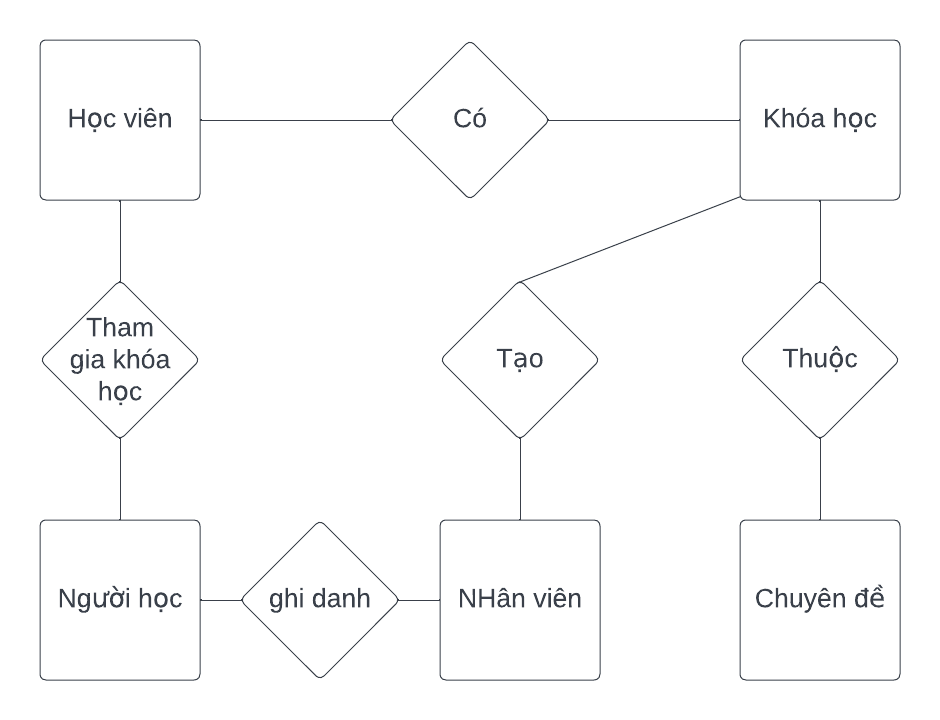 Học viên
Có
Khóa học
Tham
gia khóa
học
Tạo
Thuộc
Người học
ghi danh
NHân viên
Chuyên đề